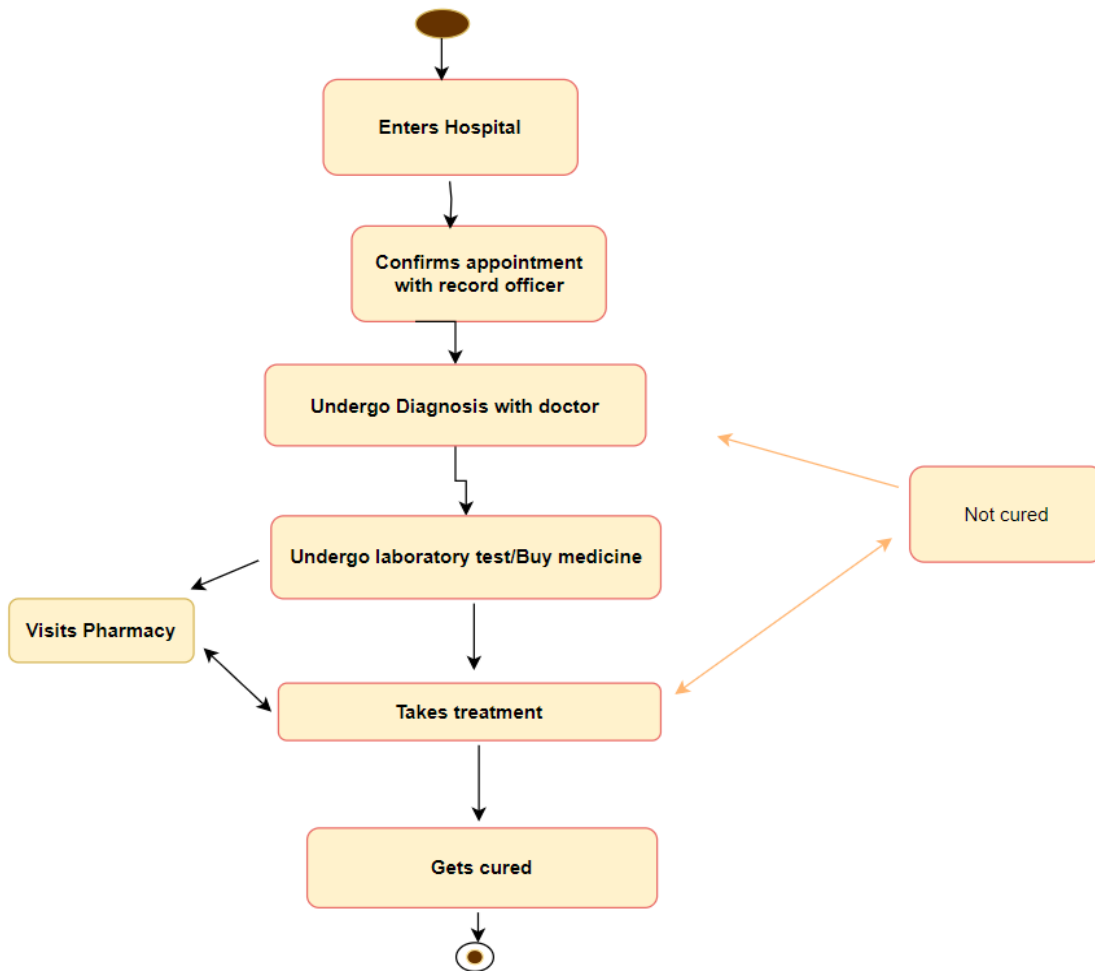 Enters Hospital
Confirms appointment
with record officer
Undergo Diagnosis with doctor
Not cured
Undergo laboratory test/Buy medicine
Visits Pharmacy
Takes treatment
Gets cured